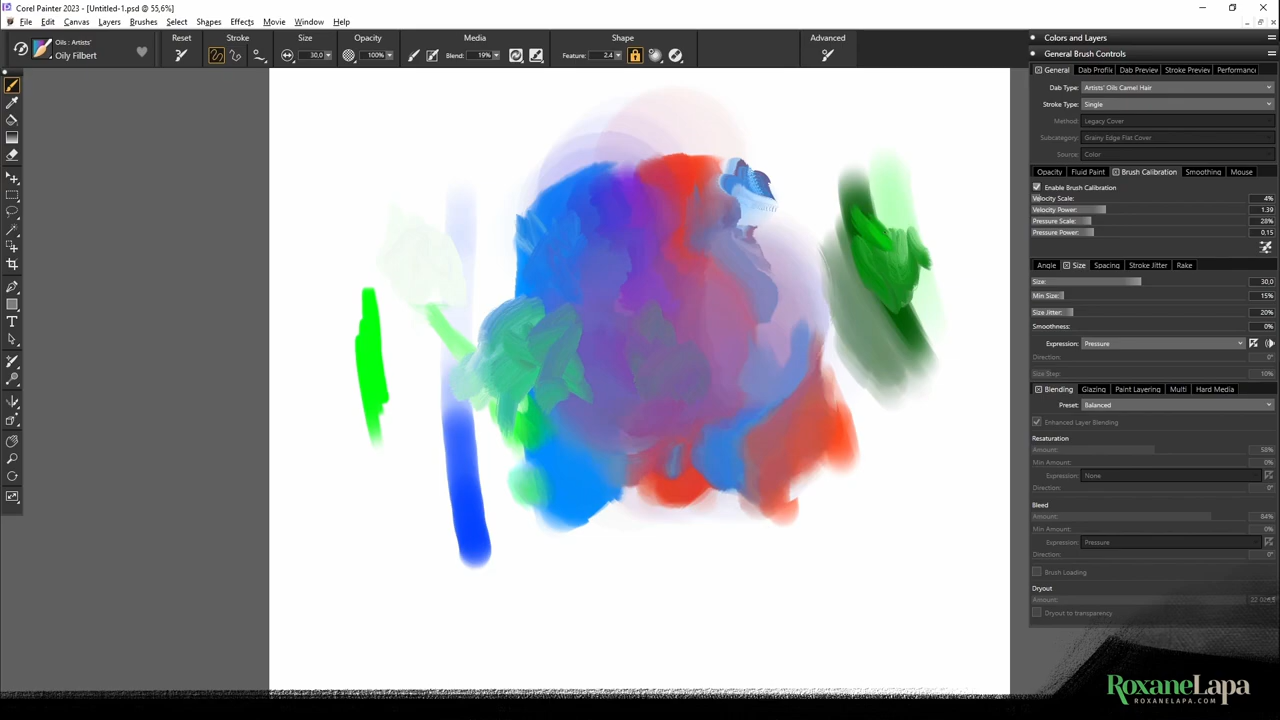 Corel Painter 2023 - [Untitled-1.psd @ 55,6%]
File Edit Canvas Layers Brushes Select Shapes Effects Movie Window Help
Oils : Artists'
Oily Filbert
Reset
Stroke
Size
30,0
Opacity
100%
Media
Blend: 19%
Shape
Feature: 2.4
Advanced
Colors and Layers
General Brush Controls
General Dab Profile Dab Preview Stroke Preview Performance
Dab Type: Artists' Oils Camel Hair
Stroke Type: Single
Method: Legacy Cover
Subcategory: Grainy Edge Flat Cover
Source: Color
Opacity Fluid Paint Brush Calibration Smoothing Mouse
Enable Brush Calibration
Velocity Scale: 4%
Velocity Power: 1.39
Pressure Scale: 28%
Pressure Power: 0,15
Angle Size Spacing Stroke Jitter Rake
Size: 30,0
Min Size: 15%
Size Jitter: 20%
Smoothness: 0%
Expression: Pressure
Direction: 0°
Size Step: 10%
Blending Glazing Paint Layering Multi Hard Media
Preset: Balanced
Enhanced Layer Blending
Resaturation
Amount: 58%
Min Amount: 0%
Expression: None
Direction: 0°
Bleed
Amount: 84%
Min Amount: 0%
Expression: Pressure
Direction: 0°
Brush Loading
Dryout
Amount:
Dryout to transparency
ROXANELAPA
ROXANELAPA.COM